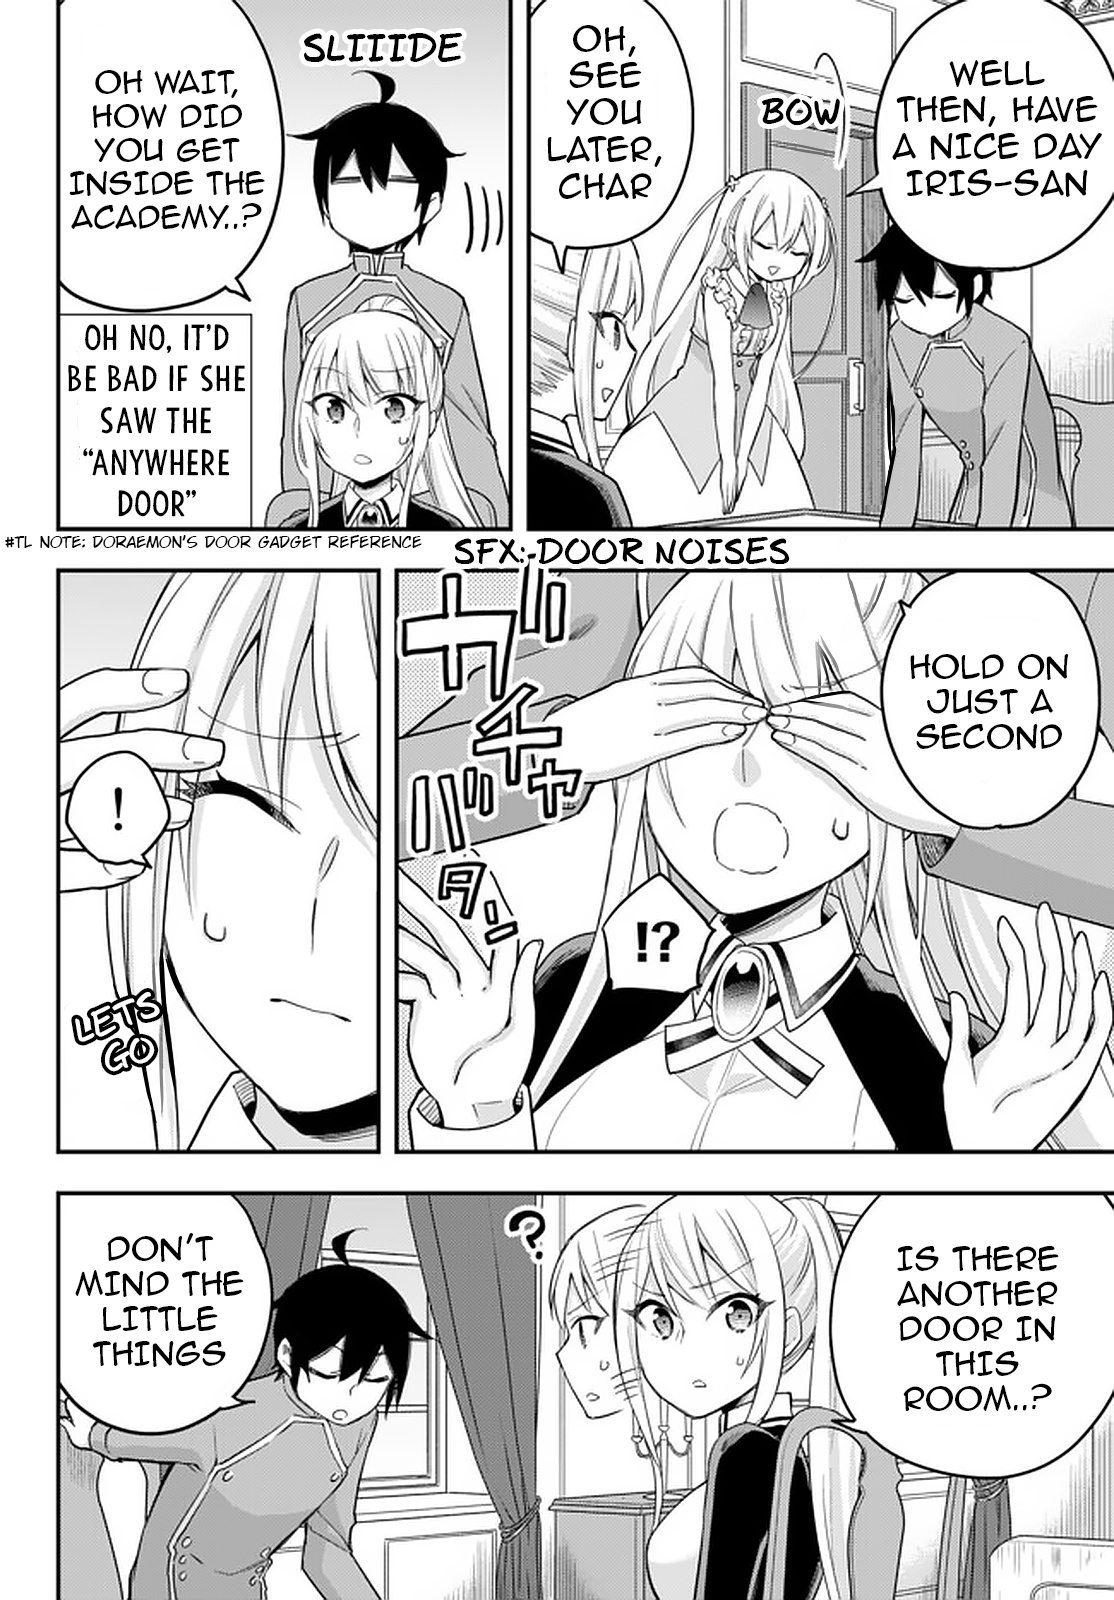 WELL
THEN, HAVE
A NICE DAY
IRIS-SAN
BOW
OH,
SEE
YOU
LATER,
CHAR
SLIIIDE
OH WAIT,
HOW DID
YOU GET
INSIDE THE
ACADEMY..?
OH NO, IT'D
BE BAD IF SHE
SAW THE
"ANYWHERE
DOOR"
#TL NOTE: DORAEMON'S DOOR GADGET REFERENCE
SFX: DOOR NOISES
HOLD ON
JUST A
SECOND
ガチャ
バタン
!?
!
LETS
GO
IS THERE
ANOTHER
DOOR IN
THIS
ROOM..?
?
DON'T
MIND THE
LITTLE
THINGS